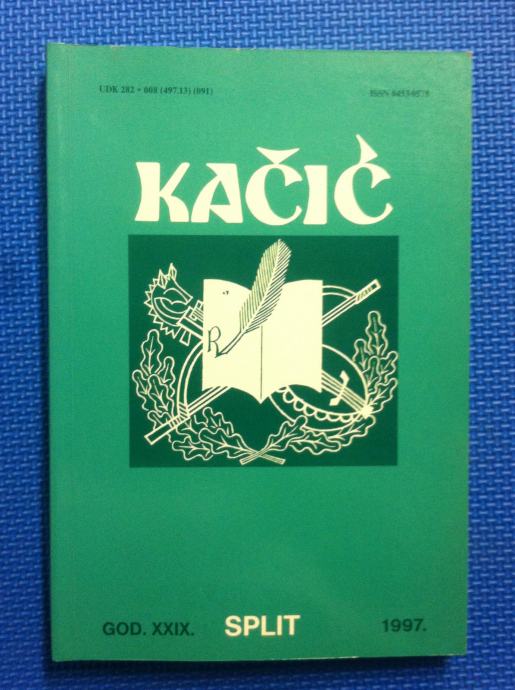 UDK 282 + 008 (497.13) (091)
ISSN 0453-0578
KAČIĆ
R
GOD. XXIX. SPLIT 1997.